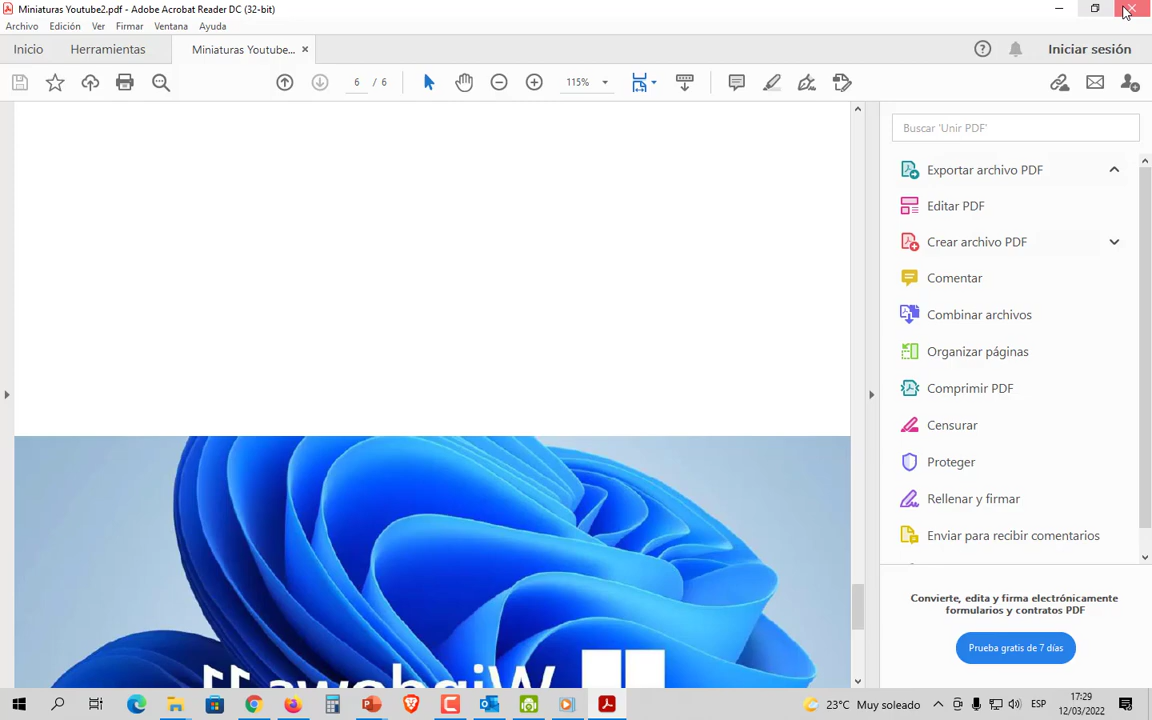 Miniaturas Youtube2.pdf - Adobe Acrobat Reader DC (32-bit)
Archivo Edición Ver Firmar Ventana Ayuda
Inicio Herramientas Miniaturas Youtube... × Iniciar sesión
6 / 6 115%
Buscar 'Unir PDF'
Exportar archivo PDF
Editar PDF
Crear archivo PDF
Comentar
Combinar archivos
Organizar páginas
Comprimir PDF
Censurar
Proteger
Rellenar y firmar
Enviar para recibir comentarios
Convierte, edita y firma electrónicamente
formularios y contratos PDF
Prueba gratis de 7 días
23°C Muy soleado ESP
17:29
12/03/2022